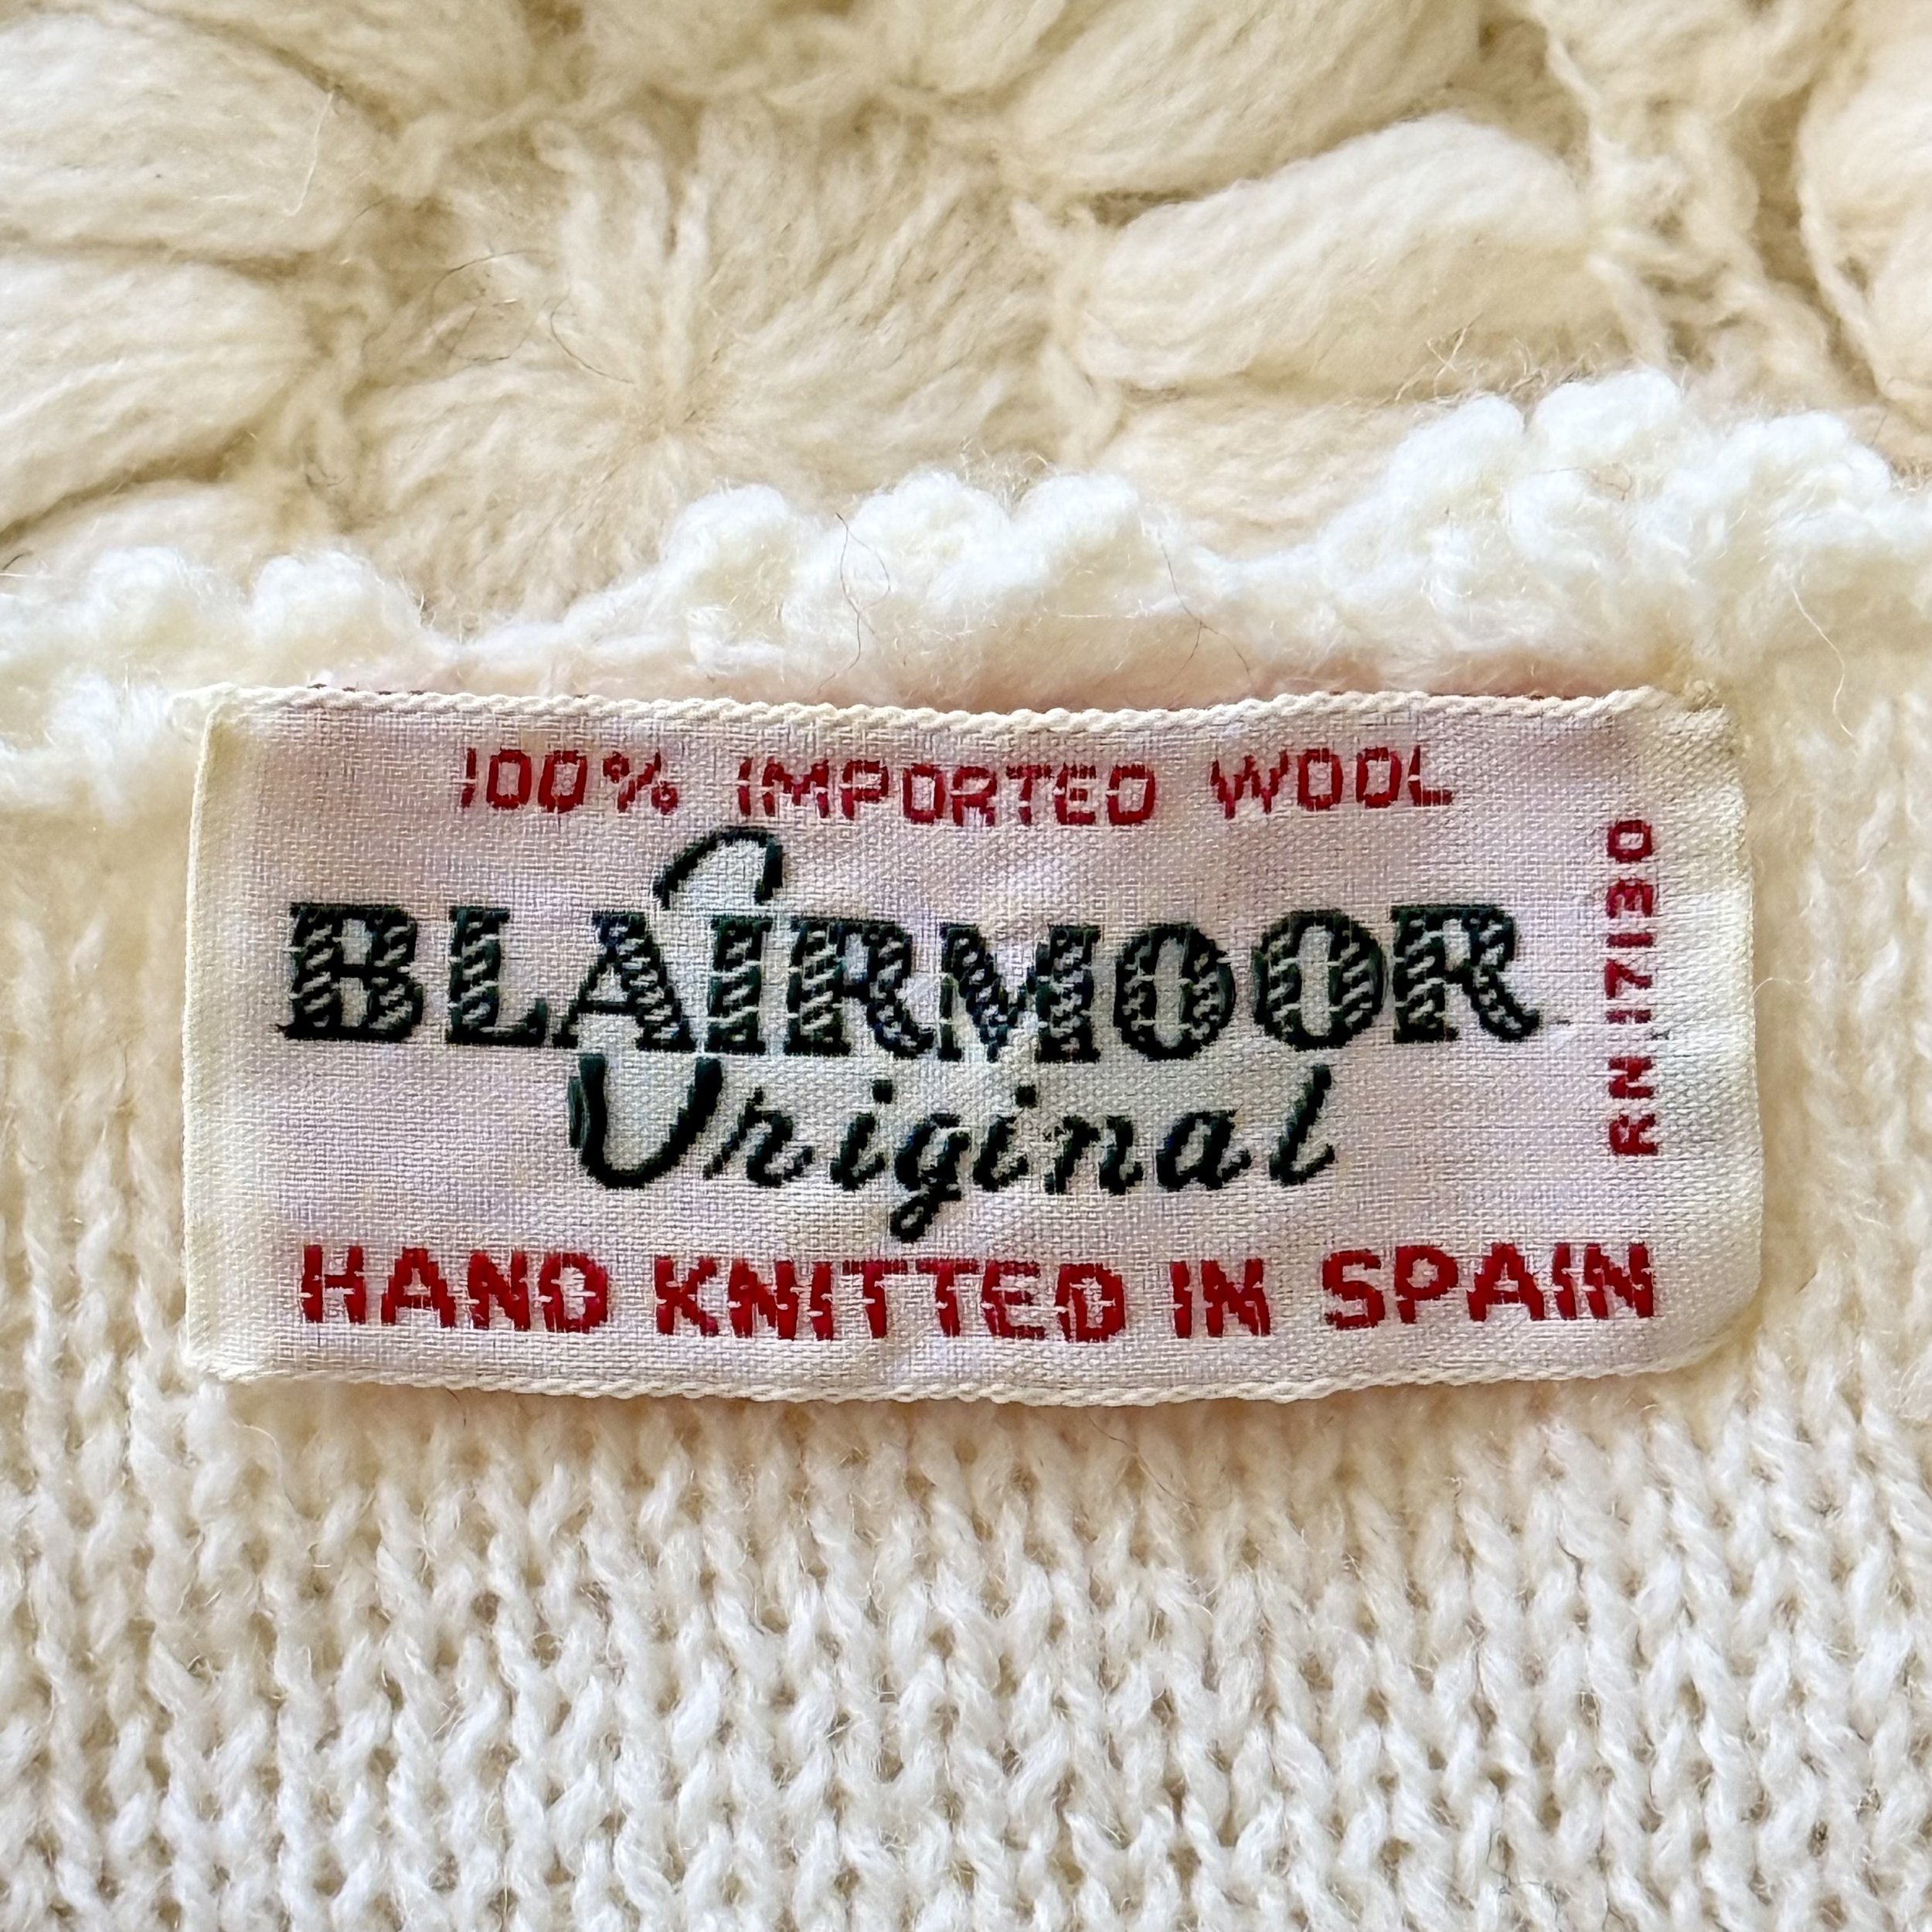 100% IMPORTED WOOL
BLAIRMOOR
Original
HAND KNITTED IN SPAIN
RN 17130